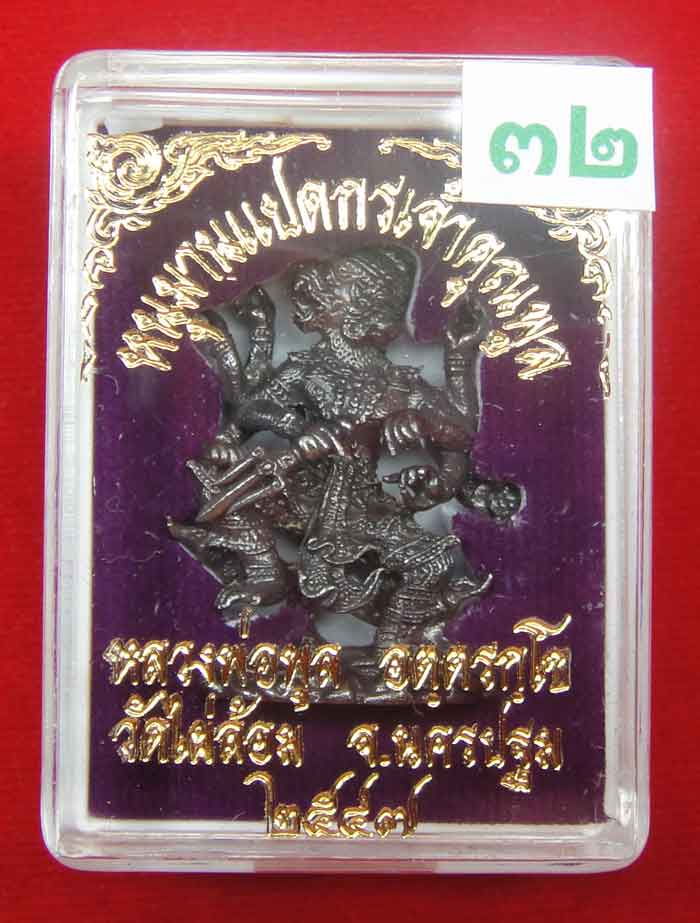 ๓๒
หนุมานแปดกรเจ้าคุณพูล
หลวงพ่อพูล อตฺตรกฺโข
วัดไผ่ล้อม จ.นครปฐม
๒๕๔๗